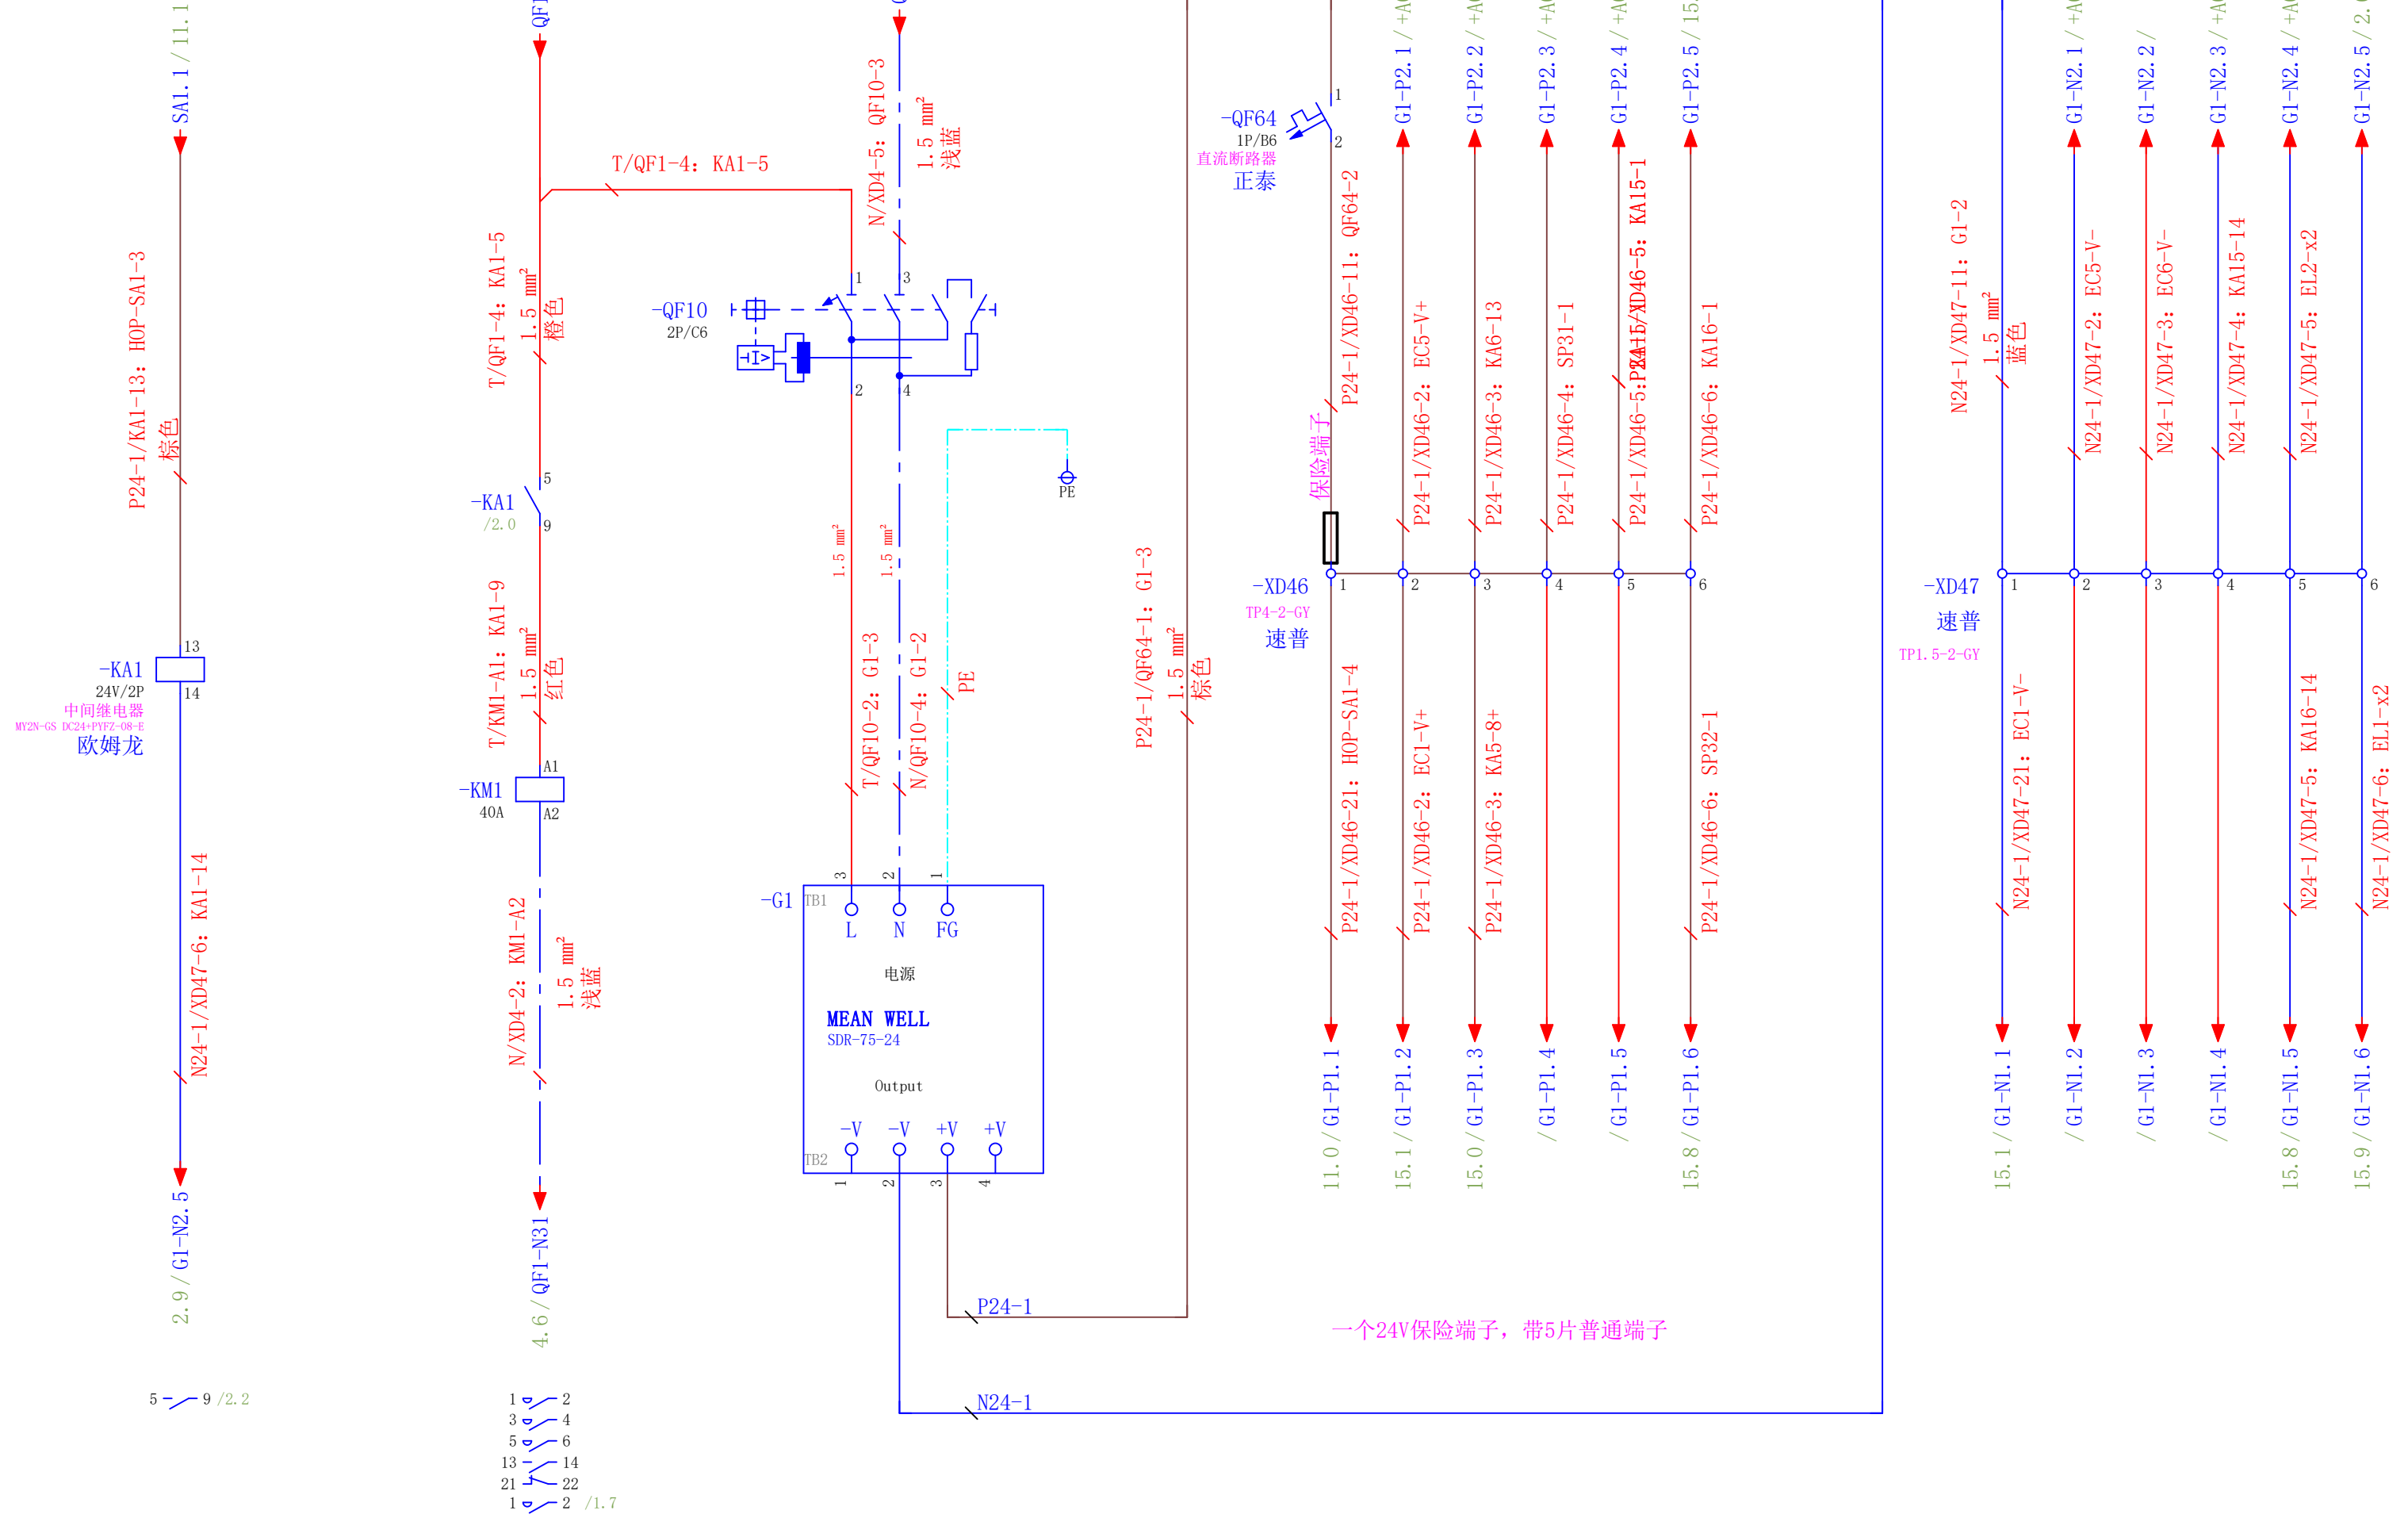 SA1.1 / 11.1
P24-1/KA1-13: HOP-SA1-3
棕色
13
-KA1
24V/2P
14
中间继电器
MY2N-GS DC24+PYFZ-08-E
欧姆龙
N24-1/XD47-6: KA1-14
2.9 / G1-N2.5
5
9 /2.2
QF1
T/QF1-4: KA1-5
T/QF1-4: KA1-5
1.5 mm²
橙色
5
-KA1
/2.0
9
T/KM1-A1: KA1-9
1.5 mm²
红色
A1
-KM1
40A
A2
N/XD4-2: KM1-A2
1.5 mm²
浅蓝
4.6 / QF1-N31
1 2
3 4
5 6
13 14
21 22
1 2 /1.7
N/XD4-5: QF10-3
1.5 mm²
浅蓝
1
3
-QF10
2P/C6
I>
2
4
PE
1.5 mm²
1.5 mm²
T/QF10-2: G1-3
N/QF10-4: G1-2
PE
3
2
1
-G1
TB1
L
N
FG
电源
MEAN WELL
SDR-75-24
Output
-V
-V
+V
+V
TB2
1
2
3
4
P24-1
N24-1
P24-1/QF64-1: G1-3
1.5 mm²
棕色
1
-QF64
1P/B6
2
直流断路器
正泰
P24-1/XD46-11: QF64-2
保险端子
G1-P2.1 / +A
G1-P2.2 / +A
G1-P2.3 / +A
G1-P2.4 / +A
G1-P2.5 / 15.
P24-1/XD46-2: EC5-V+
P24-1/XD46-3: KA6-13
P24-1/XD46-4: SP31-1
P24-1/XD46-5: KA15-1
P24-1/XD46-6: KA16-1
-XD46
1
2
3
4
5
6
TP4-2-GY
速普
P24-1/XD46-21: HOP-SA1-4
P24-1/XD46-2: EC1-V+
P24-1/XD46-3: KA5-8+
P24-1/XD46-6: SP32-1
11.0 / G1-P1.1
15.1 / G1-P1.2
15.0 / G1-P1.3
/ G1-P1.4
/ G1-P1.5
15.8 / G1-P1.6
一个24V保险端子，带5片普通端子
N24-1/XD47-11: G1-2
1.5 mm²
蓝色
G1-N2.1 / +A
G1-N2.2 /
G1-N2.3 / +A
G1-N2.4 / +A
G1-N2.5 / 2.
N24-1/XD47-2: EC5-V-
N24-1/XD47-3: EC6-V-
N24-1/XD47-4: KA15-14
N24-1/XD47-5: EL2-x2
-XD47
1
2
3
4
5
6
速普
TP1.5-2-GY
N24-1/XD47-21: EC1-V-
N24-1/XD47-5: KA16-14
N24-1/XD47-6: EL1-x2
15.1 / G1-N1.1
/ G1-N1.2
/ G1-N1.3
/ G1-N1.4
15.8 / G1-N1.5
15.9 / G1-N1.6